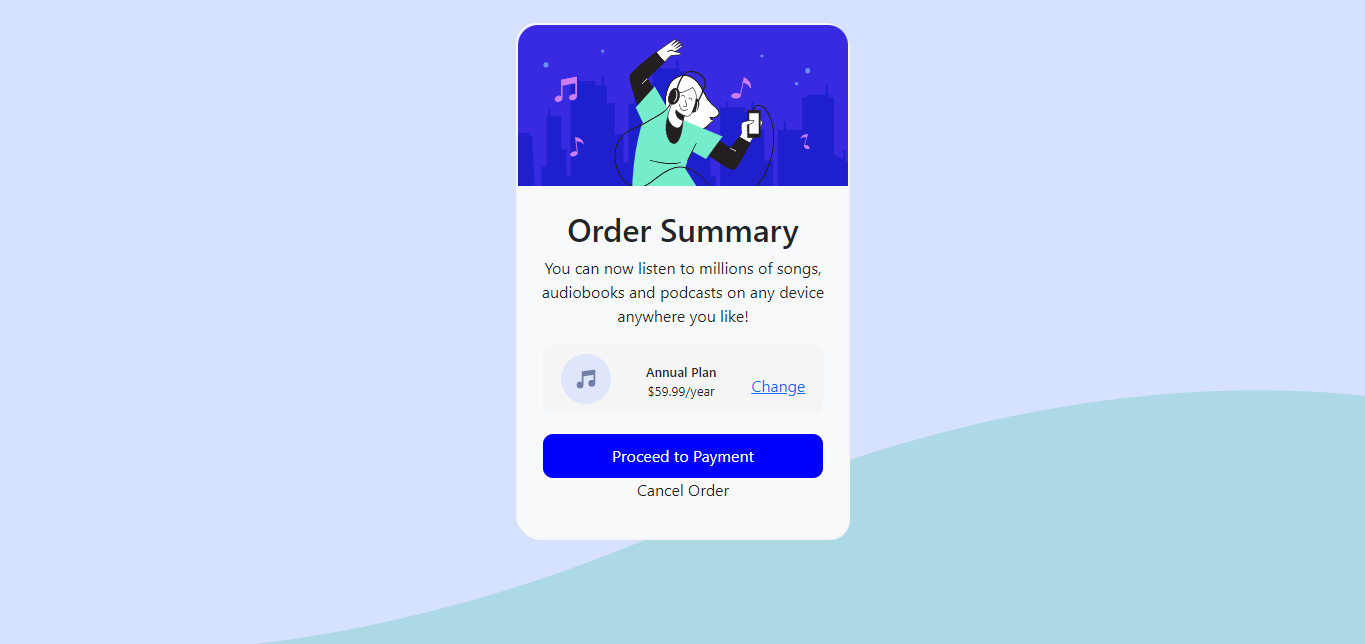 Order Summary
You can now listen to millions of songs,
audiobooks and podcasts on any device
anywhere you like!
Annual Plan
$59.99/year
Change
Proceed to Payment
Cancel Order